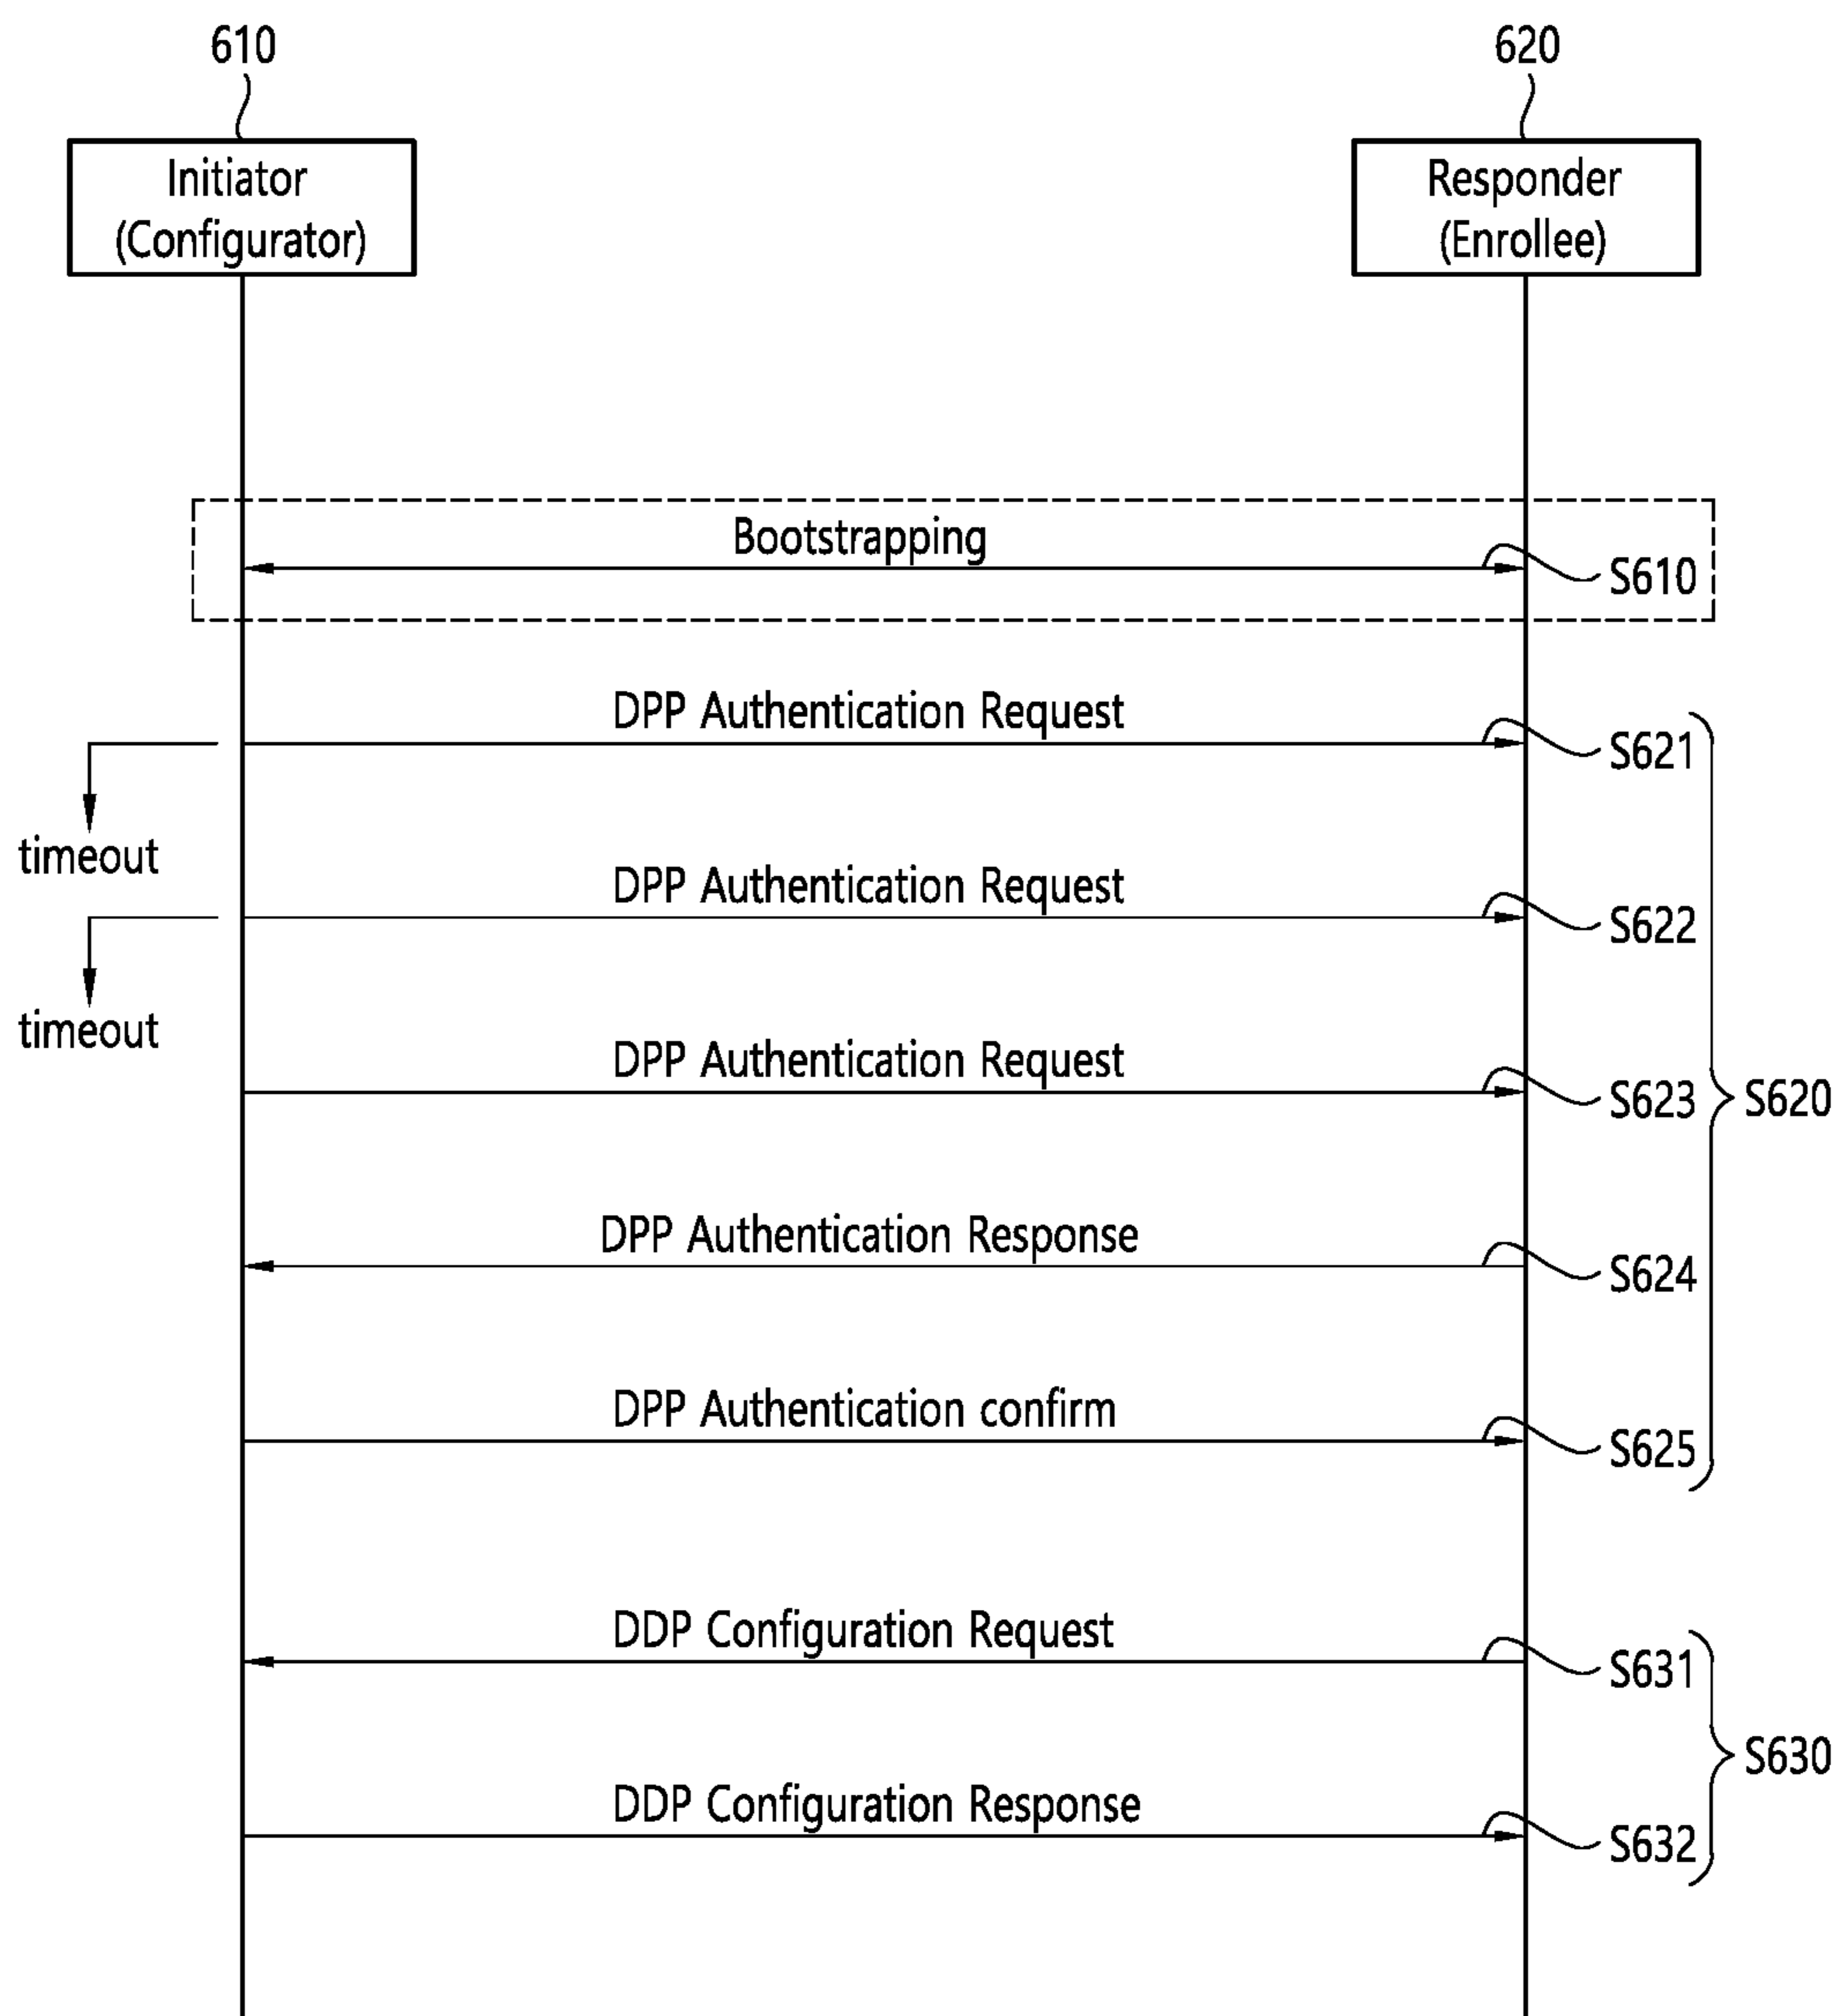 610
620
Initiator
(Configurator)
Responder
(Enrollee)
Bootstrapping
S610
DPP Authentication Request
S621
timeout
DPP Authentication Request
S622
timeout
DPP Authentication Request
S623
S620
DPP Authentication Response
S624
DPP Authentication confirm
S625
DDP Configuration Request
S631
S630
DDP Configuration Response
S632